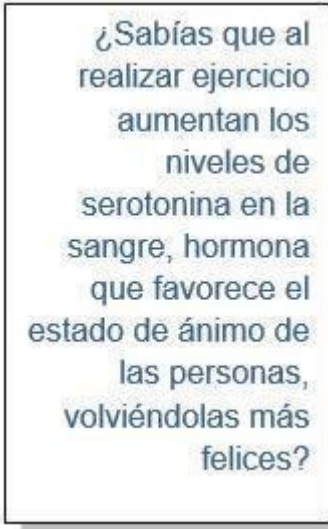 ¿Sabías que al
realizar ejercicio
aumentan los
niveles de
serotonina en la
sangre, hormona
que favorece el
estado de ánimo de
las personas,
volviéndolas más
felices?